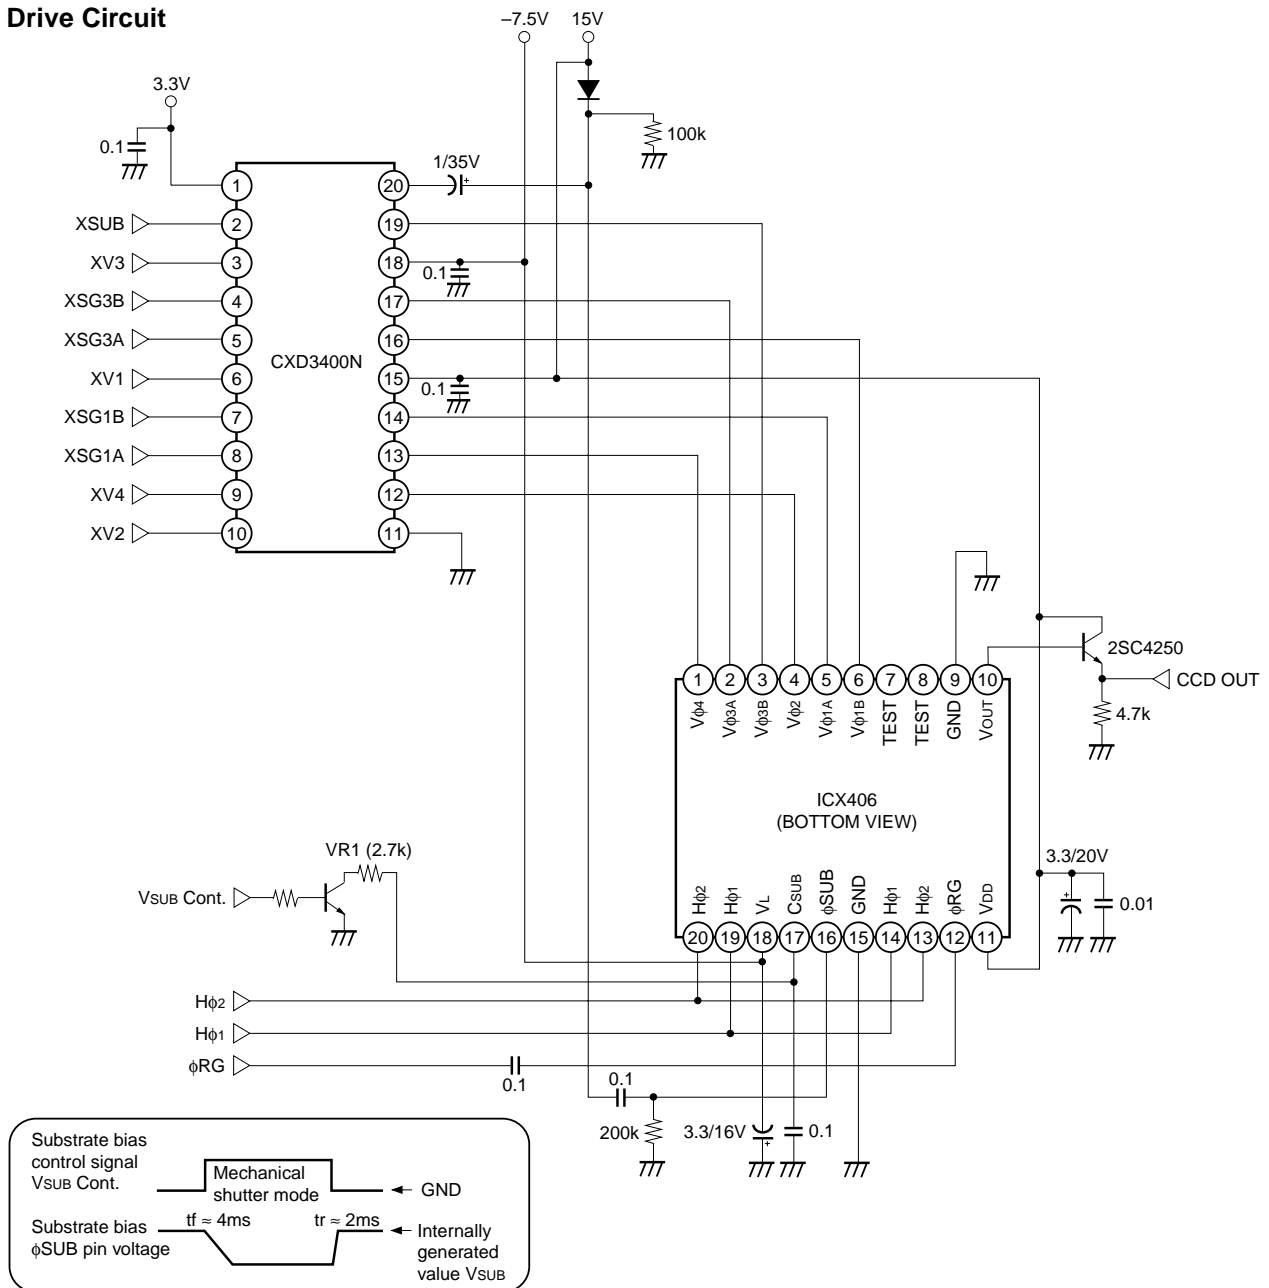 Drive Circuit
–7.5V
15V
3.3V
0.1
100k
1/35V
1
20
XSUB
2
19
XV3
3
18
0.1
XSG3B
4
17
XSG3A
5
16
CXD3400N
XV1
6
15
0.1
XSG1B
7
14
XSG1A
8
13
XV4
9
12
XV2
10
11
2SC4250
CCD OUT
4.7k
1 2 3 4 5 6 7 8 9 10
Vϕ4
Vϕ3A
Vϕ3B
Vϕ2
Vϕ1A
Vϕ1B
TEST
TEST
GND
VOUT
ICX406
(BOTTOM VIEW)
VR1 (2.7k)
VSUB Cont.
3.3/20V
0.01
Hϕ2
Hϕ1
VL
CSUB
ϕSUB
GND
Hϕ1
Hϕ2
ϕRG
VDD
20 19 18 17 16 15 14 13 12 11
Hϕ2
Hϕ1
ϕRG
0.1
0.1
200k
3.3/16V
0.1
Substrate bias
control signal
VSUB Cont.
Mechanical
shutter mode
GND
Substrate bias
ϕSUB pin voltage
tf ≈ 4ms
tr ≈ 2ms
Internally
generated
value VSUB